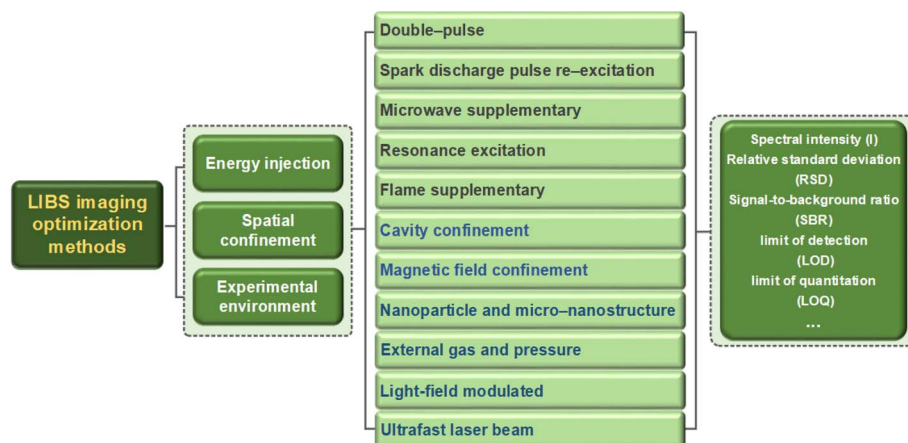 LIBS imaging
optimization
methods
Energy injection
Spatial
confinement
Experimental
environment
Double–pulse
Spark discharge pulse re–excitation
Microwave supplementary
Resonance excitation
Flame supplementary
Cavity confinement
Magnetic field confinement
Nanoparticle and micro–nanostructure
External gas and pressure
Light-field modulated
Ultrafast laser beam
Spectral intensity (I)
Relative standard deviation
(RSD)
Signal-to-background ratio
(SBR)
limit of detection
(LOD)
limit of quantitation
(LOQ)
...